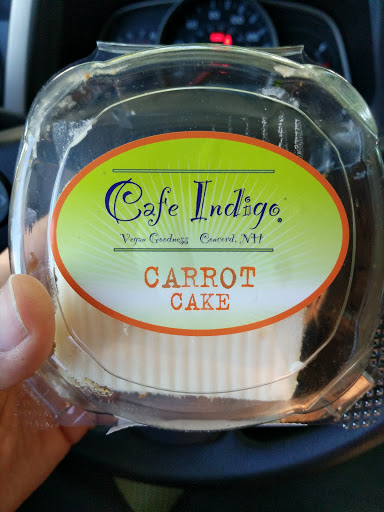 Cafe Indigo
Vegan Goodness Concord, NH
CARROT
CAKE